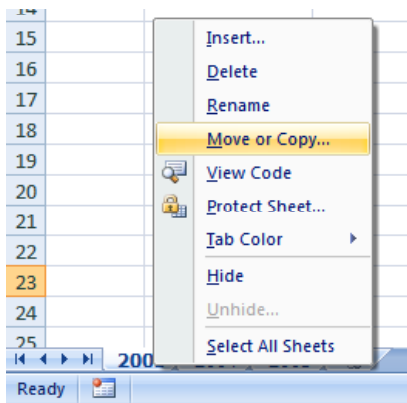 15
Insert...
16
Delete
17
Rename
18
Move or Copy...
19
View Code
20
Protect Sheet...
21
Tab Color
22
23
Hide
24
Unhide...
25
Select All Sheets
Ready